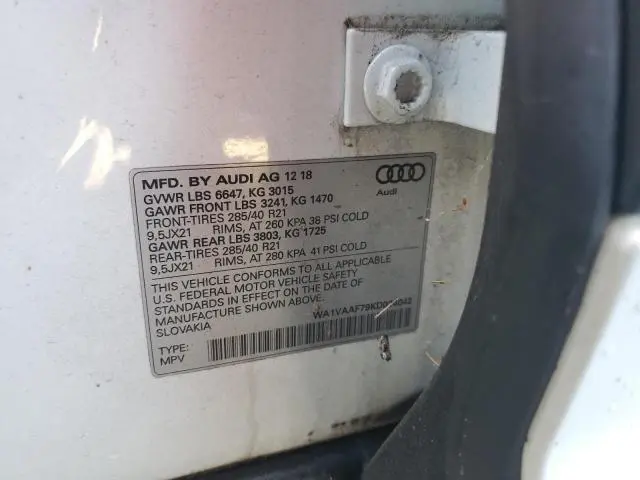 MFD. BY AUDI AG 12 18
GVWR LBS 6647, KG 3015
GAWR FRONT LBS 3241, KG 1470
FRONT-TIRES 285/40 R21
9,5JX21 RIMS, AT 260 KPA 38 PSI COLD
GAWR REAR LBS 3803, KG 1725
REAR-TIRES 285/40 R21
9,5JX21 RIMS, AT 280 KPA 41 PSI COLD
Audi
THIS VEHICLE CONFORMS TO ALL APPLICABLE
U.S. FEDERAL MOTOR VEHICLE SAFETY
STANDARDS IN EFFECT ON THE DATE OF
MANUFACTURE SHOWN ABOVE.
SLOVAKIA
TYPE:
MPV